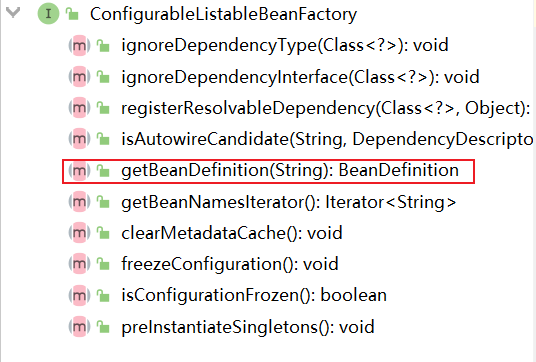 I ConfigurableListableBeanFactory
m ignoreDependencyType(Class<?>): void
m ignoreDependencyInterface(Class<?>): void
m registerResolvableDependency(Class<?>, Object):
m isAutowireCandidate(String, DependencyDescripto
m getBeanDefinition(String): BeanDefinition
m getBeanNamesIterator(): Iterator<String>
m clearMetadataCache(): void
m freezeConfiguration(): void
m isConfigurationFrozen(): boolean
m preInstantiateSingletons(): void